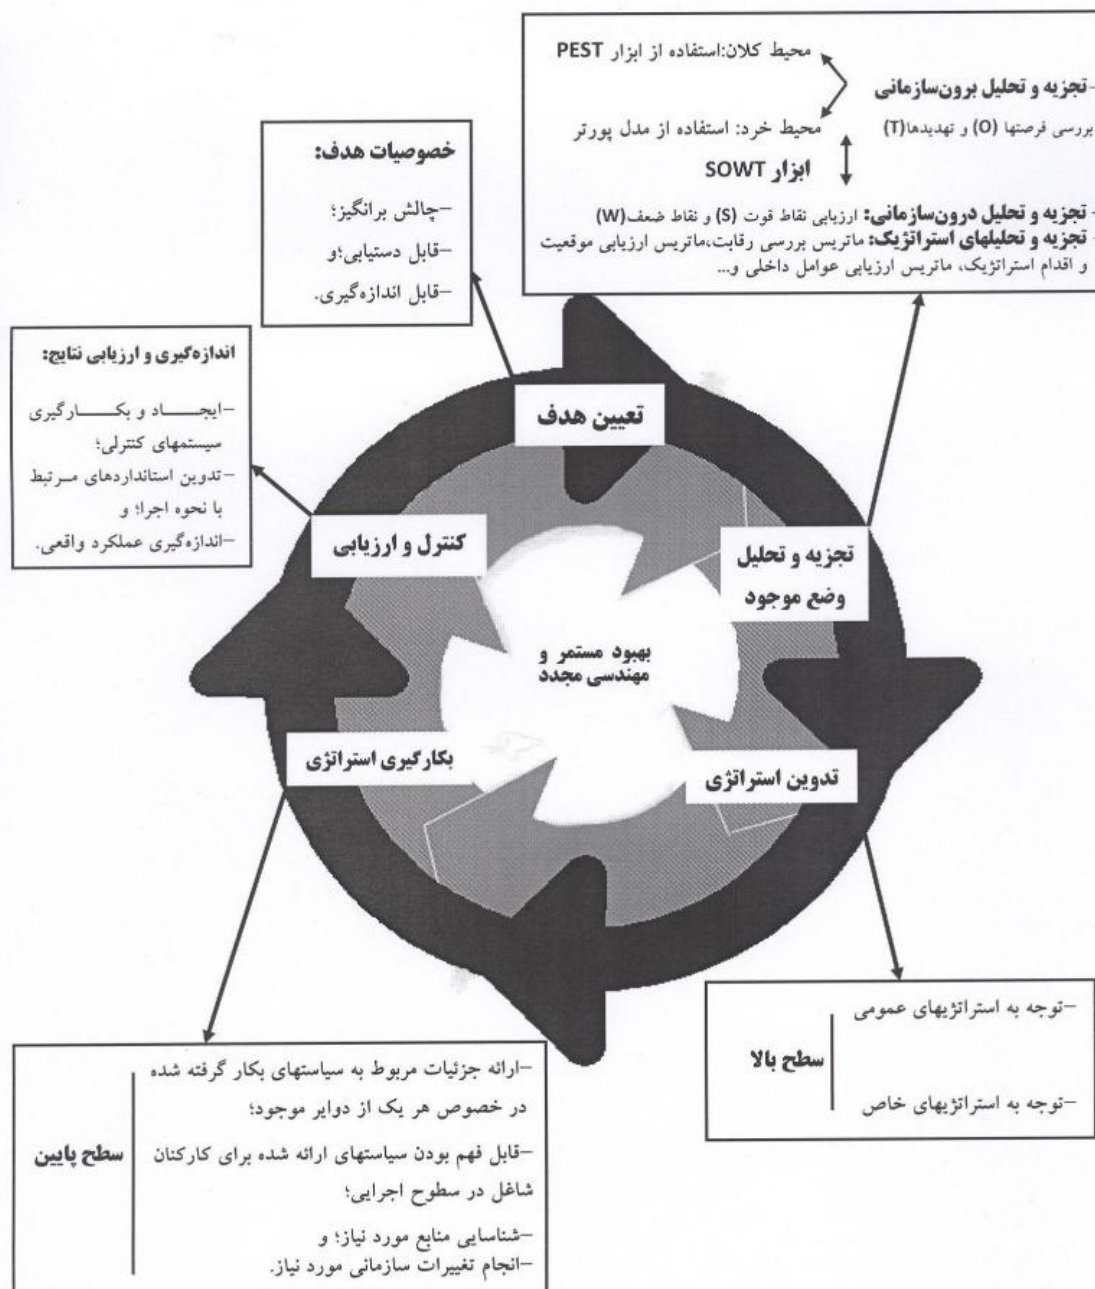 محیط کلان:استفاده از ابزار PEST
-تجزیه و تحلیل برون‌سازمانی
بررسی فرصتها (O) و تهدیدها(T)
محیط خرد: استفاده از مدل پورتر
ابزار SOWT
-تجزیه و تحلیل درون‌سازمانی: ارزیابی نقاط قوت (S) و نقاط ضعف(W)
-تجزیه و تحلیلهای استراتژیک: ماتریس بررسی رقابت،ماتریس ارزیابی موقعیت
و اقدام استراتژیک، ماتریس ارزیابی عوامل داخلی و...
خصوصیات هدف:
-چالش برانگیز؛
-قابل دستیابی؛و
-قابل اندازه‌گیری.
اندازه‌گیری و ارزیابی نتایج:
-ایجـــاد و بکـــارگیری
سیستمهای کنترلی؛
-تدوین استانداردهای مـرتبط
با نحوه اجرا؛ و
-اندازه‌گیری عملکرد واقعی.
تعیین هدف
تجزیه و تحلیل
وضع موجود
کنترل و ارزیابی
بهبود مستمر و
مهندسی مجدد
تدوین استراتژی
بکارگیری استراتژی
-توجه به استراتژیهای عمومی
سطح بالا
-توجه به استراتژیهای خاص
-ارائه جزئیات مربوط به سیاستهای بکار گرفته شده
در خصوص هر یک از دوایر موجود؛
سطح پایین
-قابل فهم بودن سیاستهای ارائه شده برای کارکنان
شاغل در سطوح اجرایی؛
-شناسایی منابع مورد نیاز؛ و
-انجام تغییرات سازمانی مورد نیاز.